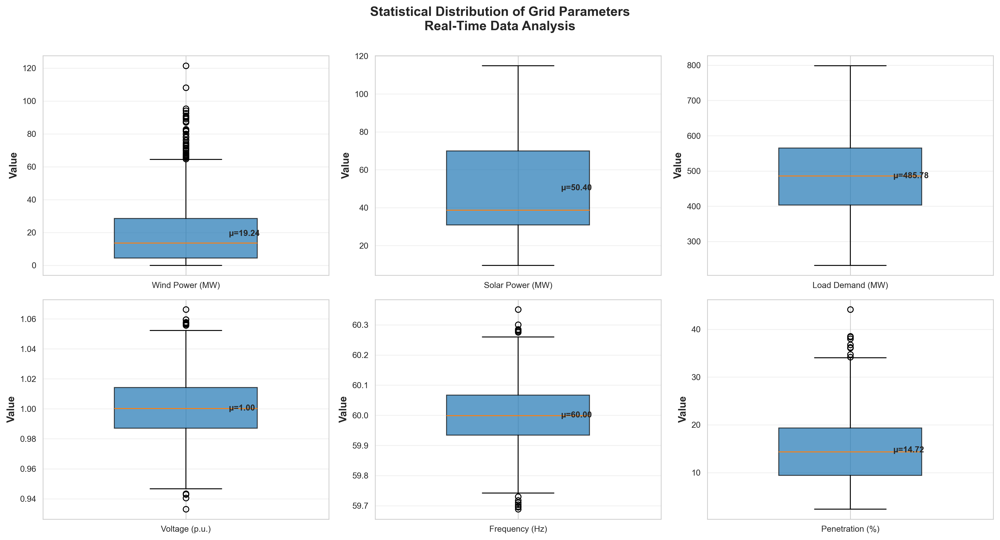 Statistical Distribution of Grid Parameters
Real-Time Data Analysis
Value
120
100
80
60
40
20
0
μ=19.24
Wind Power (MW)
Value
120
100
80
60
40
20
μ=50.40
Solar Power (MW)
Value
800
700
600
500
400
300
μ=485.78
Load Demand (MW)
Value
1.06
1.04
1.02
1.00
0.98
0.96
0.94
μ=1.00
Voltage (p.u.)
Value
60.3
60.2
60.1
60.0
59.9
59.8
59.7
μ=60.00
Frequency (Hz)
Value
40
30
20
10
μ=14.72
Penetration (%)